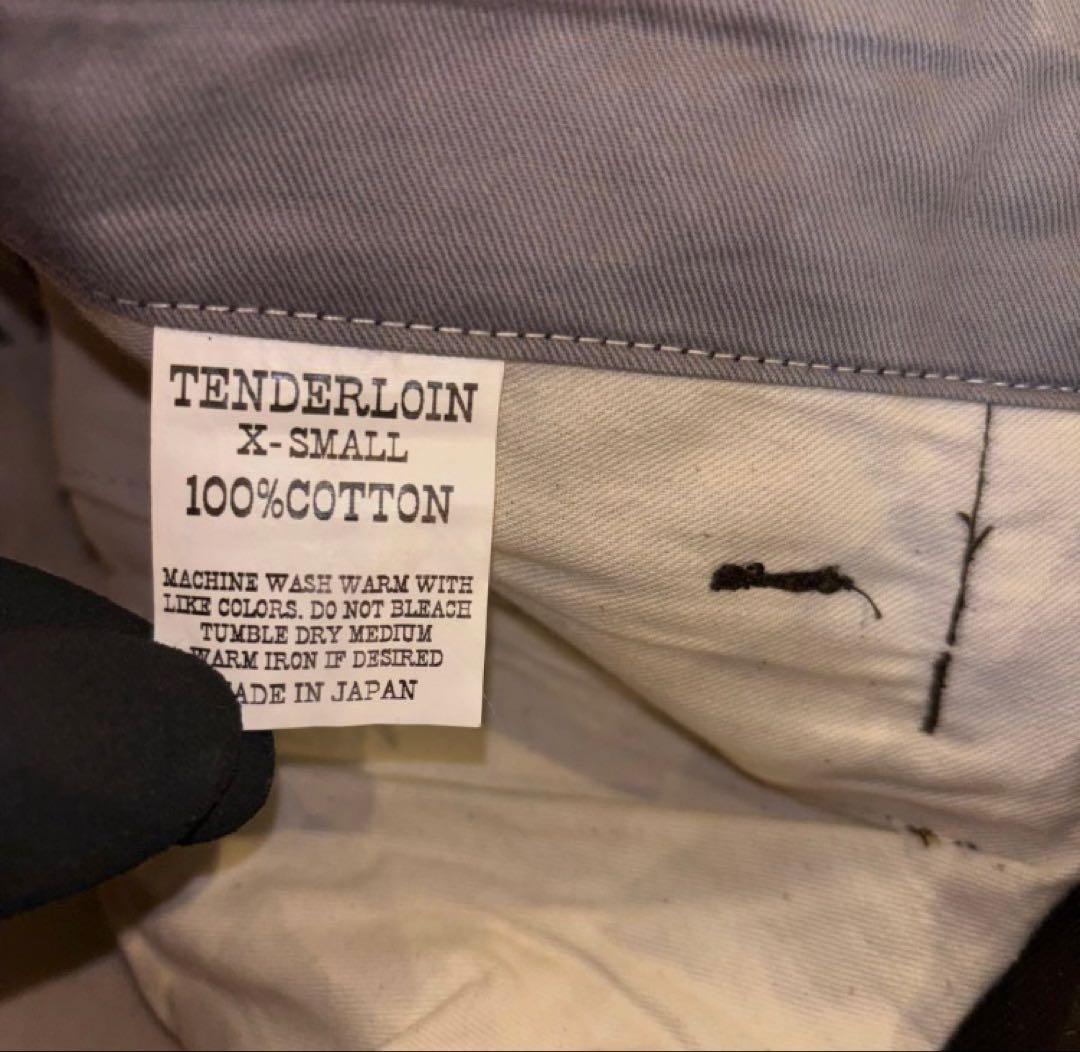 TENDERLOIN
X-SMALL
100%COTTON
MACHINE WASH WARM WITH
LIKE COLORS. DO NOT BLEACH
TUMBLE DRY MEDIUM
WARM IRON IF DESIRED
ADE IN JAPAN